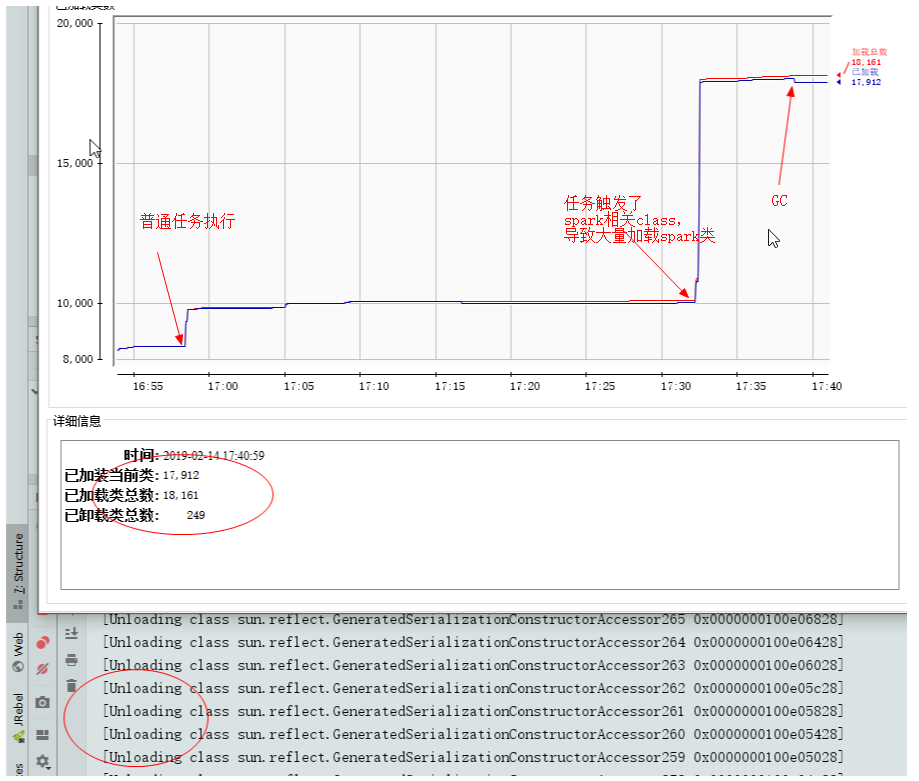 已加载类数
20,000
加载总数
18,161
已加载
17,912
15,000
GC
任务触发了
spark相关class,
导致大量加载spark类
普通任务执行
10,000
8,000
16:55 17:00 17:05 17:10 17:15 17:20 17:25 17:30 17:35 17:40
详细信息
时间: 2019-02-14 17:40:59
已加装当前类: 17,912
已加载类总数: 18,161
已卸载类总数: 249
7: Structure
Web
JRebel
[Unloading class sun.reflect.GeneratedSerializationConstructorAccessor265 0x0000000100e06828]
[Unloading class sun.reflect.GeneratedSerializationConstructorAccessor264 0x0000000100e06428]
[Unloading class sun.reflect.GeneratedSerializationConstructorAccessor263 0x0000000100e06028]
[Unloading class sun.reflect.GeneratedSerializationConstructorAccessor262 0x0000000100e05c28]
[Unloading class sun.reflect.GeneratedSerializationConstructorAccessor261 0x0000000100e05828]
[Unloading class sun.reflect.GeneratedSerializationConstructorAccessor260 0x0000000100e05428]
[Unloading class sun.reflect.GeneratedSerializationConstructorAccessor259 0x0000000100e05028]